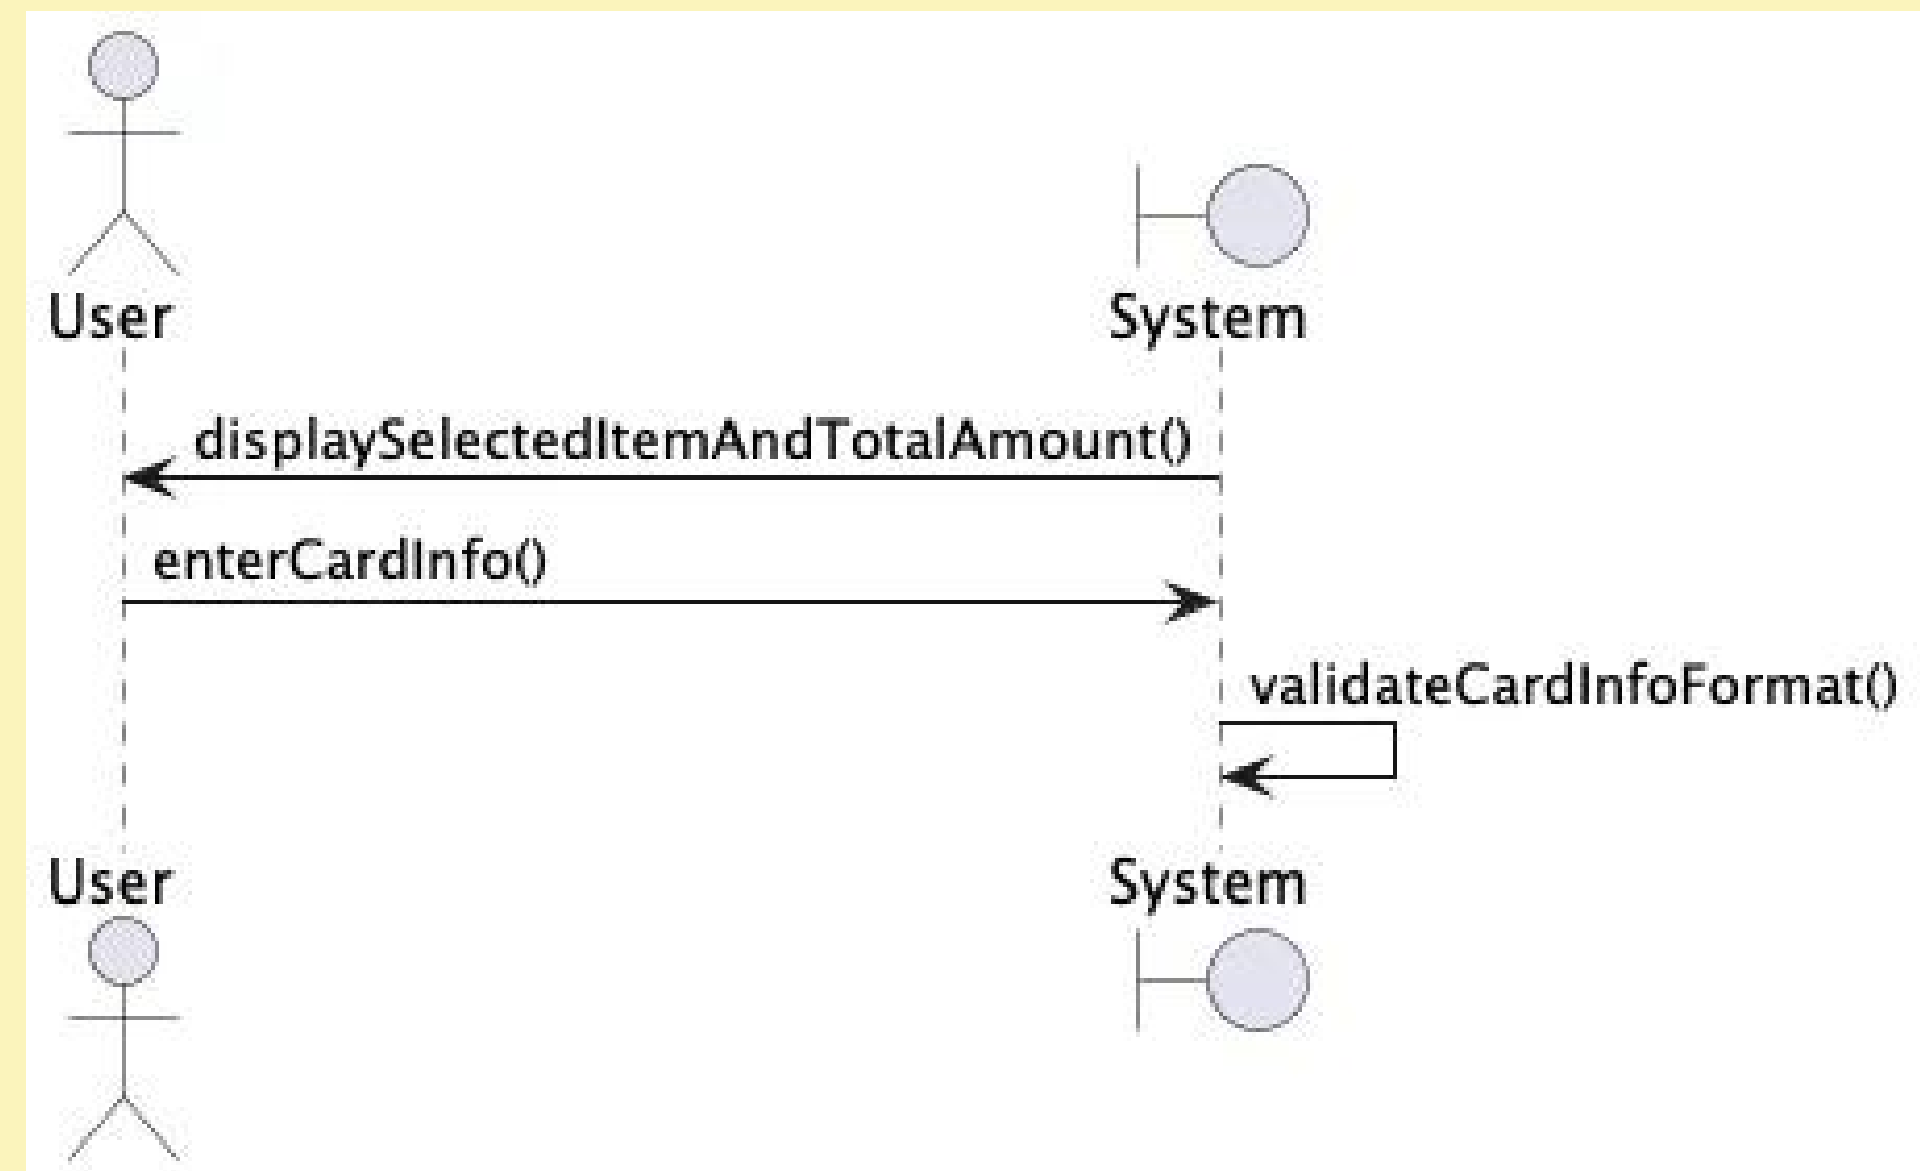 User
System
displaySelectedItemAndTotalAmount()
enterCardInfo()
validateCardInfoFormat()
User
System